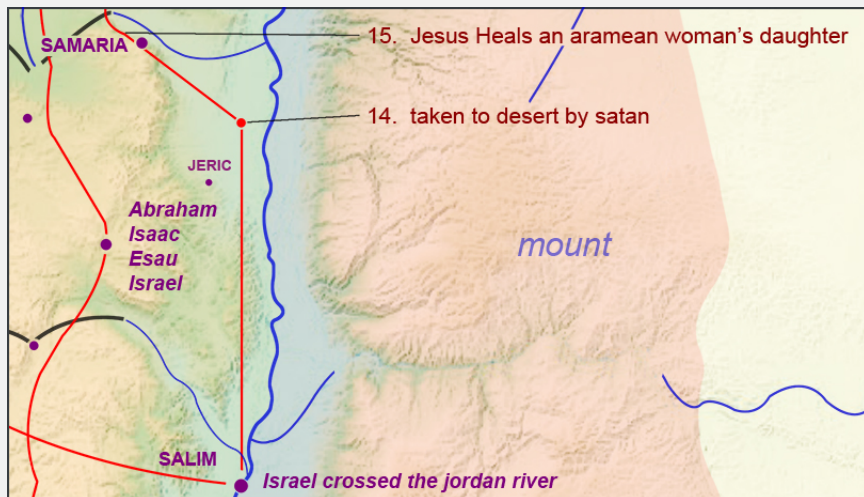 15. Jesus Heals an aramean woman's daughter
SAMARIA
14. taken to desert by satan
JERIC
Abraham
Isaac
Esau
Israel
mount
SALIM
Israel crossed the jordan river